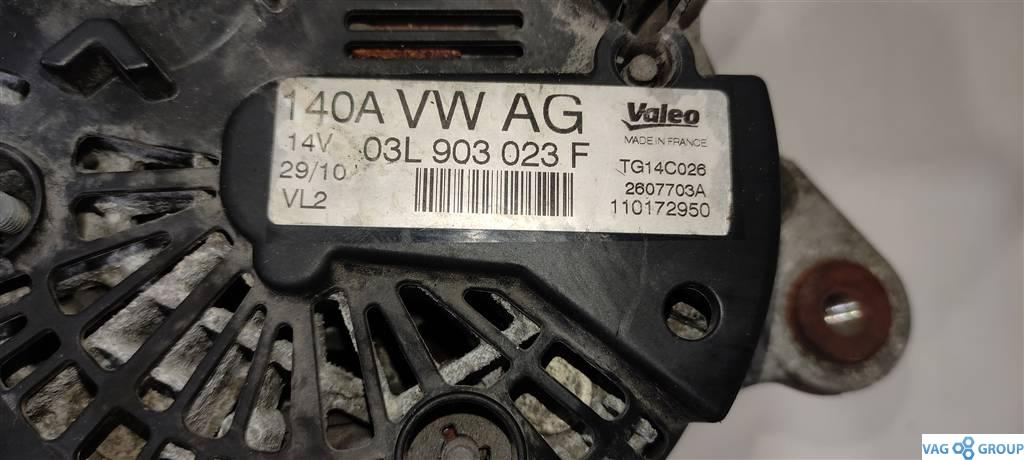 140A VW AG
14V 03L 903 023 F
29/10
VL2
Valeo
MADE IN FRANCE
TG14C026
2607703A
110172950
VAG GROUP